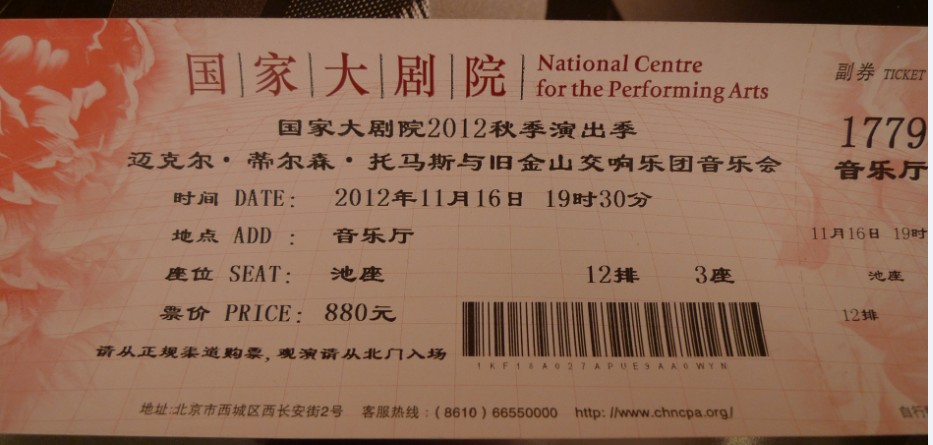 国家大剧院 National Centre
for the Performing Arts
国家大剧院2012秋季演出季
迈克尔·蒂尔森·托马斯与旧金山交响乐团音乐会
时间 DATE: 2012年11月16日 19时30分
地点 ADD : 音乐厅
座位 SEAT: 池座 12排 3座
票价 PRICE: 880元
请从正规渠道购票,观演请从北门入场
1KF18A027APUE9AA0WYN
地址:北京市西城区西长安街2号 客服热线:(8610)66550000 http://www.chncpa.org/
副券 TICKET
1779
音乐厅
11月16日 19时
池座
12排
自行